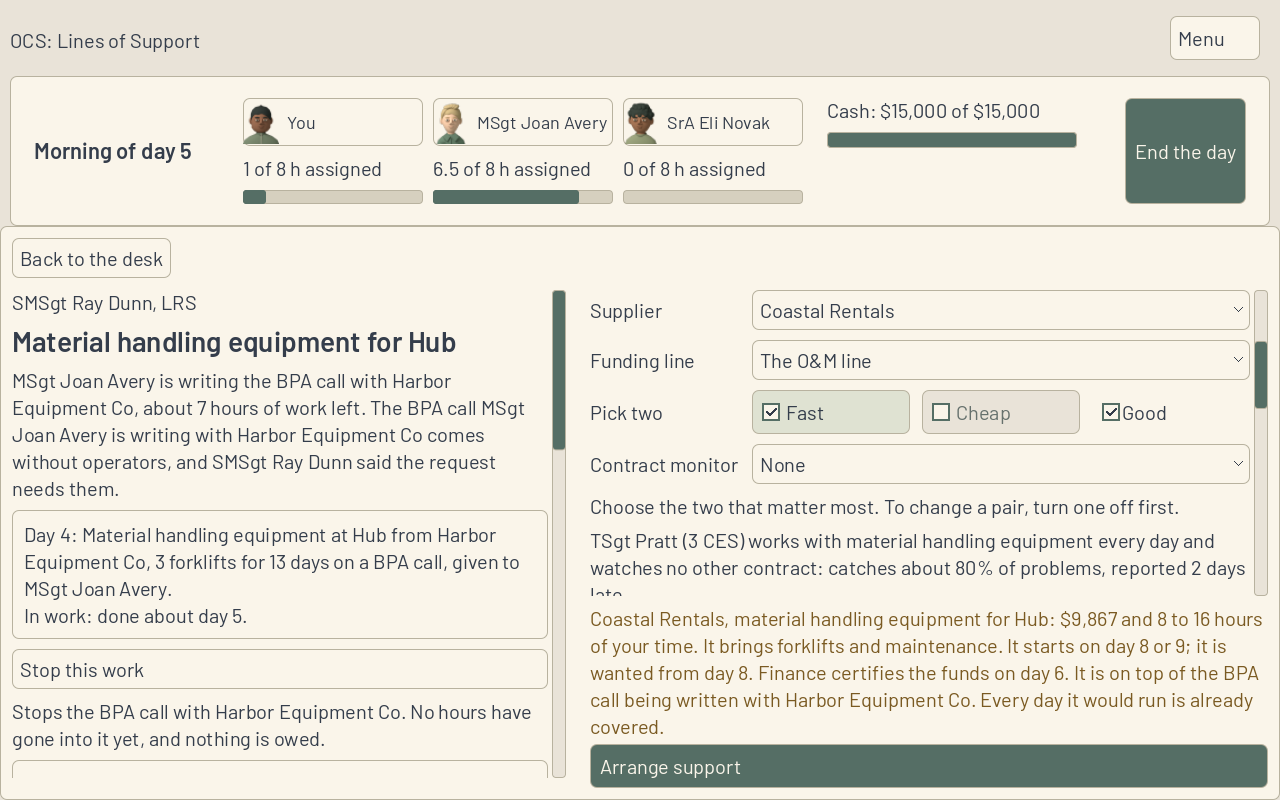 OCS: Lines of Support
Menu
Morning of day 5
You
1 of 8 h assigned
MSgt Joan Avery
6.5 of 8 h assigned
SrA Eli Novak
0 of 8 h assigned
Cash: $15,000 of $15,000
End the day
Back to the desk
SMSgt Ray Dunn, LRS
Material handling equipment for Hub
MSgt Joan Avery is writing the BPA call with Harbor
Equipment Co, about 7 hours of work left. The BPA call MSgt
Joan Avery is writing with Harbor Equipment Co comes
without operators, and SMSgt Ray Dunn said the request
needs them.
Day 4: Material handling equipment at Hub from Harbor
Equipment Co, 3 forklifts for 13 days on a BPA call, given to
MSgt Joan Avery.
In work: done about day 5.
Stop this work
Stops the BPA call with Harbor Equipment Co. No hours have
gone into it yet, and nothing is owed.
Supplier
Coastal Rentals
Funding line
The O&M line
Pick two
Fast
Cheap
Good
Contract monitor
None
Choose the two that matter most. To change a pair, turn one off first.
TSgt Pratt (3 CES) works with material handling equipment every day and
watches no other contract: catches about 80% of problems, reported 2 days
late.
Coastal Rentals, material handling equipment for Hub: $9,867 and 8 to 16 hours
of your time. It brings forklifts and maintenance. It starts on day 8 or 9; it is
wanted from day 8. Finance certifies the funds on day 6. It is on top of the BPA
call being written with Harbor Equipment Co. Every day it would run is already
covered.
Arrange support